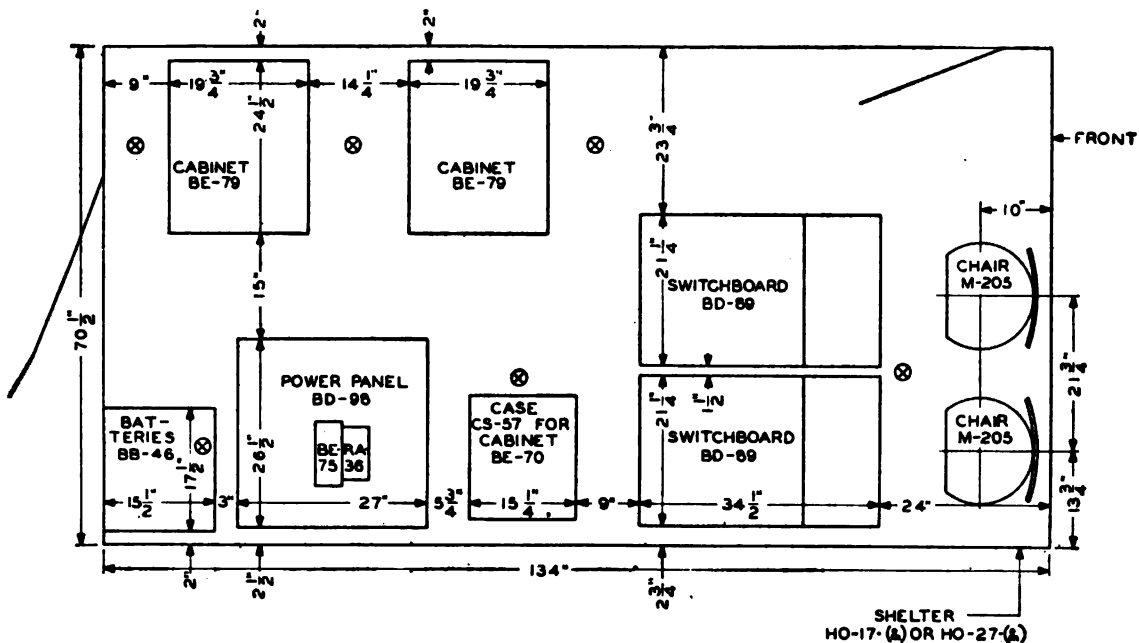 2"
2"
9"
19 3/4"
14 1/4"
19 3/4"
24 1/2"
23 3/4"
FRONT
CABINET
BE-79
CABINET
BE-79
10"
21 1/4"
SWITCHBOARD
BD-89
CHAIR
M-205
15"
70 1/2"
21 3/4"
POWER PANEL
BD-98
BE-
75
RA-
36
26 1/2"
27"
CASE
CS-57 FOR
CABINET
BE-70
1/2"
21 1/4"
SWITCHBOARD
BD-89
CHAIR
M-205
BAT-
TERIES
BB-46
17 1/2"
15 1/2"
3"
5 3/4"
15 1/4"
9"
34 1/2"
24"
13 3/4"
2"
2 1/2"
2 3/4"
134"
SHELTER
HO-17-(&) OR HO-27-(&)